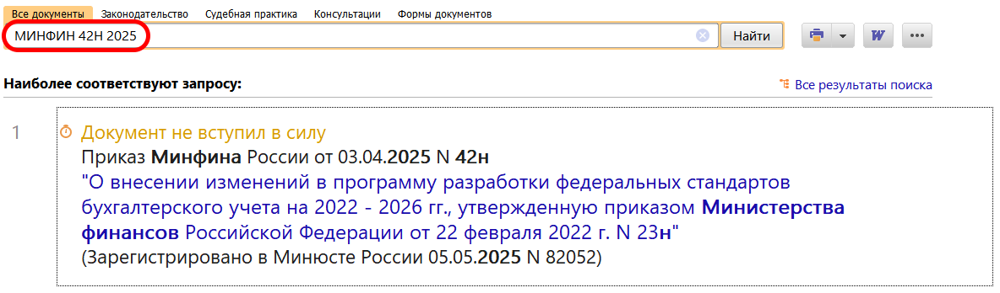 Все документы Законодательство Судебная практика Консультации Формы документов
МИНФИН 42Н 2025 Найти W
Наиболее соответствуют запросу: Все результаты поиска
1 Документ не вступил в силу
Приказ Минфина России от 03.04.2025 N 42н
"О внесении изменений в программу разработки федеральных стандартов
бухгалтерского учета на 2022 - 2026 гг., утвержденную приказом Министерства
финансов Российской Федерации от 22 февраля 2022 г. N 23н"
(Зарегистрировано в Минюсте России 05.05.2025 N 82052)